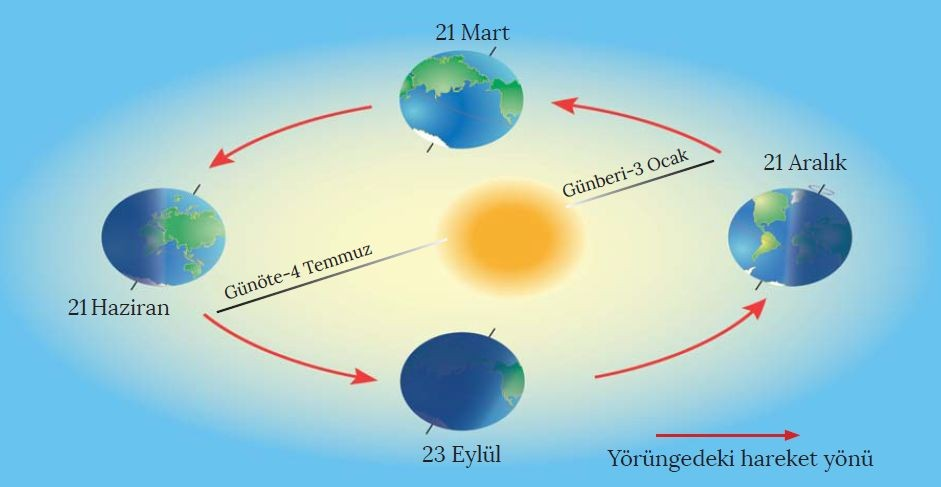 21 Mart
21 Aralık
Günberi-3 Ocak
Günöte-4 Temmuz
21 Haziran
23 Eylül
Yörüngedeki hareket yönü